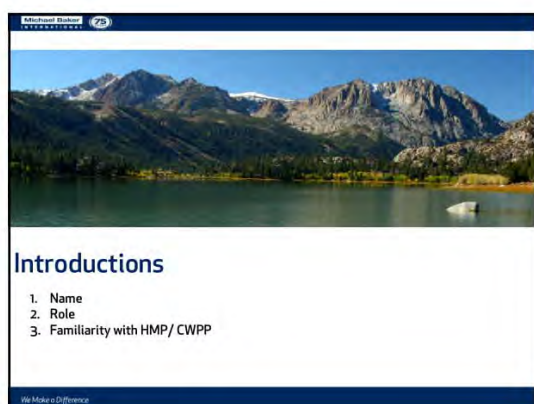 Michael Baker 75
INTERNATIONAL
Introductions
1. Name
2. Role
3. Familiarity with HMP/ CWPP
We Make a Difference